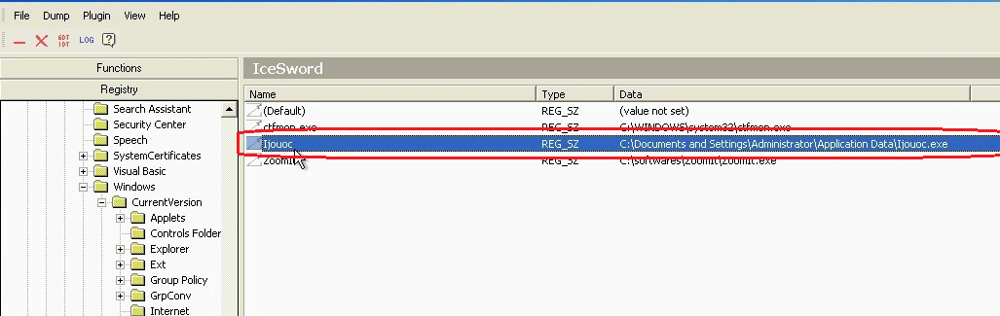 File Dump Plugin View Help
GDT IDT LOG
Functions
Registry
Search Assistant
Security Center
Speech
SystemCertificates
Visual Basic
Windows
CurrentVersion
Applets
Controls Folder
Explorer
Ext
Group Policy
GrpConv
Internet
IceSword
Name Type Data
(Default) REG_SZ (value not set)
ctfmon.exe REG_SZ C:\WINDOWS\system32\ctfmon.exe
Ijouoc REG_SZ C:\Documents and Settings\Administrator\Application Data\Ijouoc.exe
ZoomIt REG_SZ C:\softwares\zoomit\zoomit.exe